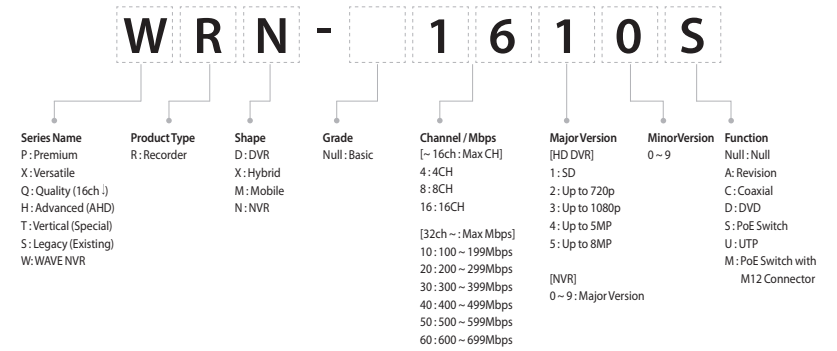 WRN- 1610S
Series Name
P : Premium
X : Versatile
Q : Quality (16ch↓)
H : Advanced (AHD)
T : Vertical (Special)
S : Legacy (Existing)
W: WAVE NVR
Product Type
R : Recorder
Shape
D : DVR
X : Hybrid
M : Mobile
N : NVR
Grade
Null : Basic
Channel / Mbps
[~ 16ch : Max CH]
4 : 4CH
8 : 8CH
16 : 16CH
[32ch ~ : Max Mbps]
10 : 100 ~ 199Mbps
20 : 200 ~ 299Mbps
30 : 300 ~ 399Mbps
40 : 400 ~ 499Mbps
50 : 500 ~ 599Mbps
60 : 600 ~ 699Mbps
Major Version
[HD DVR]
1 : SD
2 : Up to 720p
3 : Up to 1080p
4 : Up to 5MP
5 : Up to 8MP
[NVR]
0 ~ 9 : Major Version
MinorVersion
0 ~ 9
Function
Null : Null
A : Revision
C : Coaxial
D : DVD
S : PoE Switch
U : UTP
M : PoE Switch with
M12 Connector